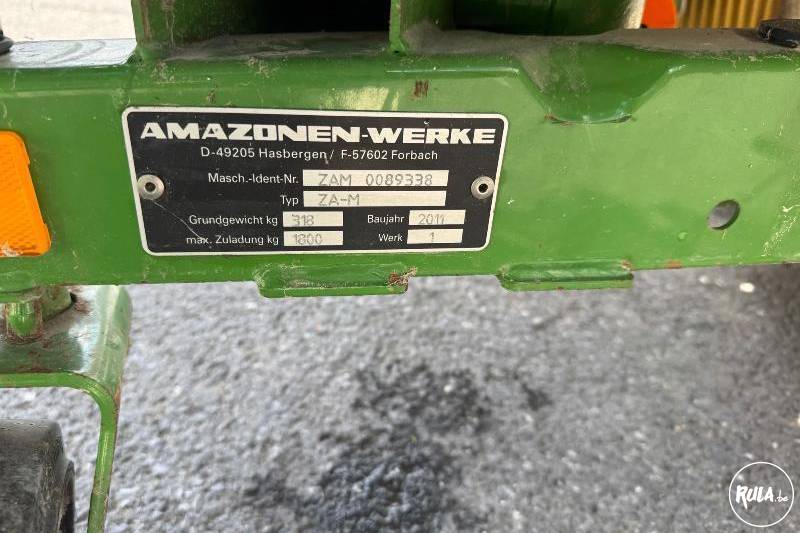 AMAZONEN-WERKE
D-49205 Hasbergen / F-57602 Forbach
Masch.-Ident-Nr. ZAM 0089338
Typ ZA-M
Grundgewicht kg 318 Baujahr 2011
max. Zuladung kg 1800 Werk 1
RULA.be